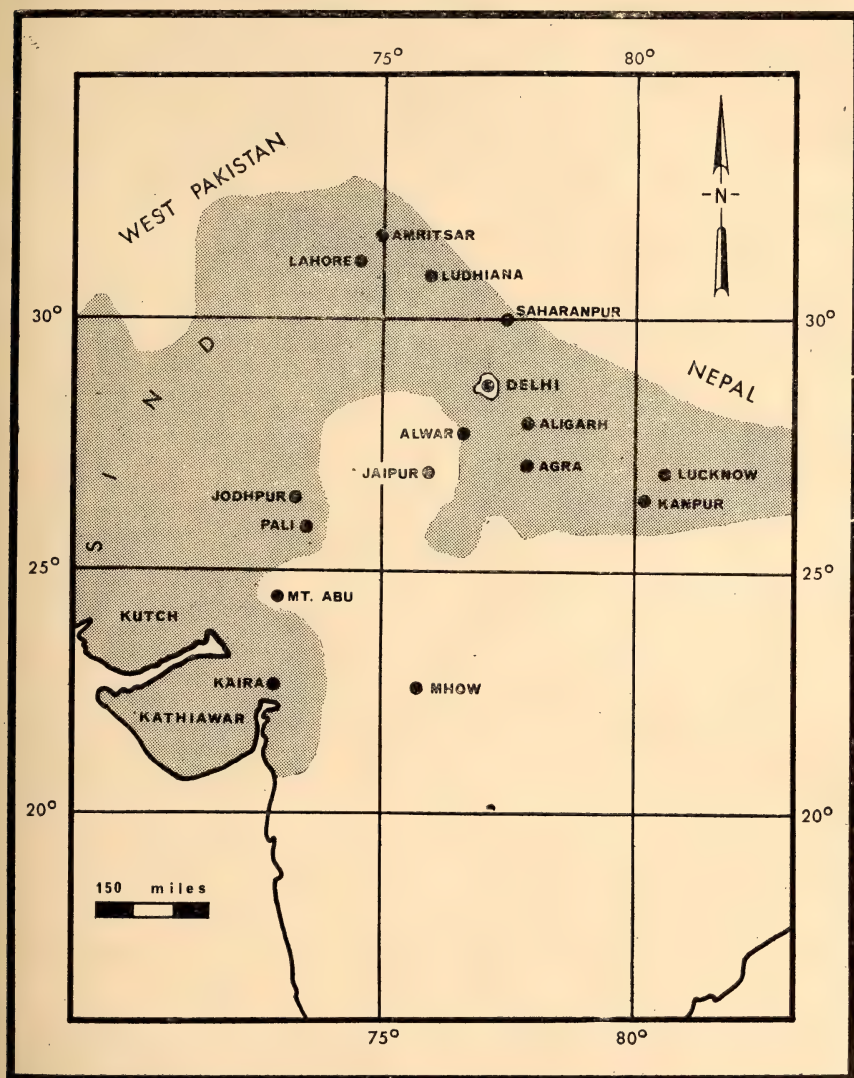 75° 80°
WEST PAKISTAN
-N-
AMRITSAR
LAHORE
LUDHIANA
SAHARANPUR
30° 30°
SIND
NEPAL
DELHI
ALWAR
ALIGARH
JAIPUR
AGRA
LUCKNOW
JODHPUR
KANPUR
PALI
25° 25°
MT. ABU
KUTCH
KAIRA
MHOW
KATHIAWAR
20° 20°
150 miles
75° 80°